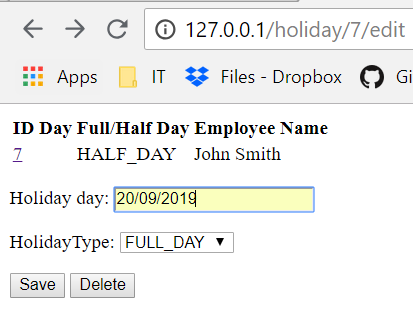 127.0.0.1/holiday/7/edit
Apps IT Files - Dropbox Gi
ID Day Full/Half Day Employee Name
7 HALF_DAY John Smith
Holiday day: 20/09/2019
HolidayType: FULL_DAY
Save Delete